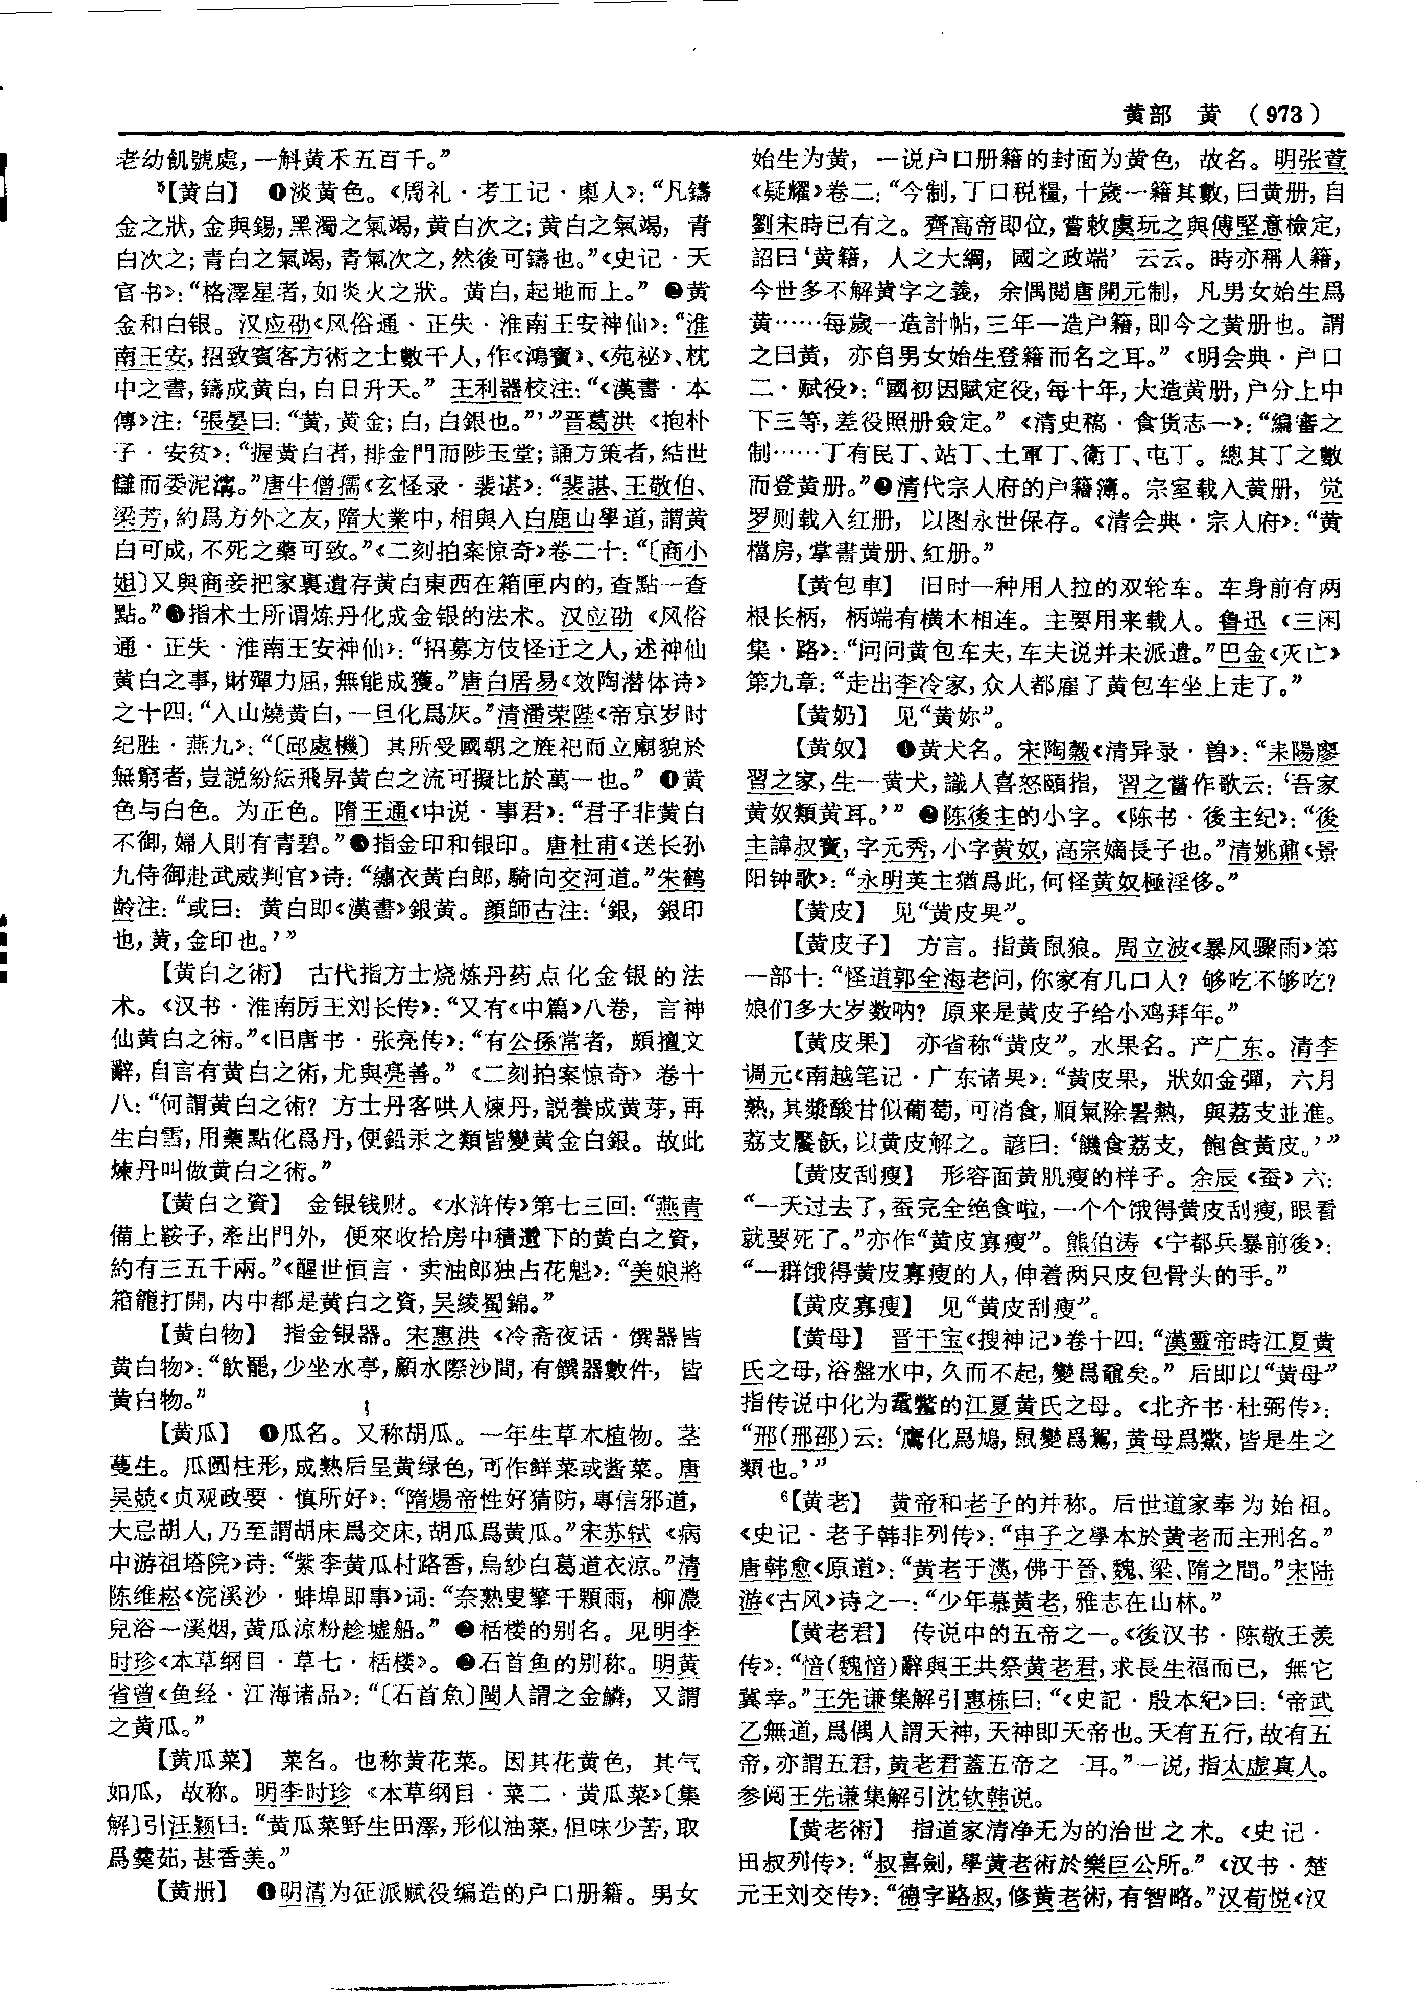 黄部　黄　（973）
老幼飢號處，一斛黄禾五百千。”
5【黄白】　❶淡黄色。《周礼·考工记·㮚人》：“凡鑄
金之狀，金與錫，黑濁之氣竭，黄白次之；黄白之氣竭，青
白次之；青白之氣竭，青氣次之，然後可鑄也。”《史记·天
官书》：“格澤星者，如炎火之狀。黄白，起地而上。”❷黄
金和白银。汉应劭《风俗通·正失·淮南王安神仙》：“淮
南王安，招致賓客方術之士數千人，作《鴻寶》、《苑祕》、枕
中之書，鑄成黄白，白日升天。”王利器校注：“《漢書·本
傳》注：‘張晏曰：“黄，黄金；白，白銀也。”’”晋葛洪《抱朴
子·安贫》：“握黄白者，排金門而陟玉堂；誦方策者，結世
讎而委泥濘。”唐牛僧孺《玄怪录·裴谌》：“裴諶、王敬伯、
梁芳，約爲方外之友，隋大業中，相與入白鹿山學道，謂黄
白可成，不死之藥可致。”《二刻拍案惊奇》卷二十：“〔商小
姐〕又與商妾把家裏遺存黄白東西在箱匣内的，查點一查
點。”❸指术士所谓炼丹化成金银的法术。汉应劭《风俗
通·正失·淮南王安神仙》：“招募方伎怪迂之人，述神仙
黄白之事，財殫力屈，無能成獲。”唐白居易《效陶潜体诗》
之十四：“入山燒黄白，一旦化爲灰。”清潘荣陛《帝京岁时
纪胜·燕九》：“〔邱處機〕其所受國朝之旌祀而立廟貌於
無窮者，豈説紛紜飛昇黄白之流可擬比於萬一也。”❹黄
色与白色。为正色。隋王通《中说·事君》：“君子非黄白
不御，婦人則有青碧。”❺指金印和银印。唐杜甫《送长孙
九侍御赴武威判官》诗：“繡衣黄白郎，騎向交河道。”朱鹤
龄注：“或曰：黄白即《漢書》銀黄。顔師古注：‘銀，銀印
也，黄，金印也。’”
【黄白之術】　古代指方士烧炼丹药点化金银的法
术。《汉书·淮南厉王刘长传》：“又有《中篇》八卷，言神
仙黄白之術。”《旧唐书·张亮传》：“有公孫常者，頗擅文
辭，自言有黄白之術，尤與亮善。”《二刻拍案惊奇》卷十
八：“何謂黄白之術？方士丹客哄人煉丹，説養成黄芽，再
生白雪，用藥點化爲丹，便鉛汞之類皆變黄金白銀。故此
煉丹叫做黄白之術。”
【黄白之資】　金银钱财。《水浒传》第七三回：“燕青
備上鞍子，牽出門外，便來收拾房中積遺下的黄白之資，
約有三五千兩。”《醒世恒言·卖油郎独占花魁》：“美娘將
箱籠打開，内中都是黄白之資，吴綾蜀錦。”
【黄白物】　指金银器。宋惠洪《冷斋夜话·馔器皆
黄白物》：“飲罷，少坐水亭，顧水際沙間，有饌器數件，皆
黄白物。”
【黄瓜】　❶瓜名。又称胡瓜。一年生草本植物。茎
蔓生。瓜圆柱形，成熟后呈黄绿色，可作鲜菜或酱菜。唐
吴兢《贞观政要·慎所好》：“隋煬帝性好猜防，專信邪道，
大忌胡人，乃至謂胡床爲交床，胡瓜爲黄瓜。”宋苏轼《病
中游祖塔院》诗：“紫李黄瓜村路香，烏紗白葛道衣凉。”清
陈维崧《浣溪沙·蚌埠即事》词：“柰熟叟擎千顆雨，柳濃
兒浴一溪烟，黄瓜凉粉趁墟船。”❷栝楼的别名。见明李
时珍《本草纲目·草七·栝楼》。❸石首鱼的别称。明黄
省曾《鱼经·江海诸品》：“〔石首魚〕閩人謂之金鱗，又謂
之黄瓜。”
【黄瓜菜】　菜名。也称黄花菜。因其花黄色，其气
如瓜，故称。明李时珍《本草纲目·菜二·黄瓜菜》〔集
解〕引汪颖曰：“黄瓜菜野生田澤，形似油菜，但味少苦，取
爲羹茹，甚香美。”
【黄册】　❶明清为征派赋役编造的户口册籍。男女
始生为黄，一说户口册籍的封面为黄色，故名。明张萱
《疑耀》卷二：“今制，丁口税糧，十歲一籍其數，曰黄册，自
劉宋時已有之。齊高帝即位，嘗敕虞玩之與傅堅意檢定，
詔曰‘黄籍，人之大綱，國之政端’云云。時亦稱人籍，
今世多不解黄字之義，余偶閲唐開元制，凡男女始生爲
黄……每歲一造計帖，三年一造户籍，即今之黄册也。謂
之曰黄，亦自男女始生登籍而名之耳。”《明会典·户口
二·赋役》：“國初因賦定役，每十年，大造黄册，户分上中
下三等，差役照册僉定。”《清史稿·食货志一》：“編審之
制……丁有民丁、站丁、土軍丁、衛丁、屯丁。總其丁之數
而登黄册。”❷清代宗人府的户籍簿。宗室载入黄册，觉
罗则载入红册，以图永世保存。《清会典·宗人府》：“黄
檔房，掌書黄册、紅册。”
【黄包車】　旧时一种用人拉的双轮车。车身前有两
根长柄，柄端有横木相连。主要用来载人。鲁迅《三闲
集·路》：“问问黄包车夫，车夫说并未派遣。”巴金《灭亡》
第九章：“走出李冷家，众人都雇了黄包车坐上走了。”
【黄奶】　见“黄妳”。
【黄奴】　❶黄犬名。宋陶穀《清异录·兽》：“耒陽廖
習之家，生一黄犬，識人喜怒頤指，習之嘗作歌云：‘吾家
黄奴類黄耳。’”❷陈後主的小字。《陈书·後主纪》：“後
主諱叔寶，字元秀，小字黄奴，高宗嫡長子也。”清姚鼐《景
阳钟歌》：“永明英主猶爲此，何怪黄奴極淫侈。”
【黄皮】　见“黄皮果”。
【黄皮子】　方言。指黄鼠狼。周立波《暴风骤雨》第
一部十：“怪道郭全海老问，你家有几口人？够吃不够吃？
娘们多大岁数呐？原来是黄皮子给小鸡拜年。”
【黄皮果】　亦省称“黄皮”。水果名。产广东。清李
调元《南越笔记·广东诸果》：“黄皮果，狀如金彈，六月
熟，其漿酸甘似葡萄，可消食，順氣除暑熱，與荔支並進。
荔支饜飫，以黄皮解之。諺曰：‘饑食荔支，飽食黄皮。’”
【黄皮刮瘦】　形容面黄肌瘦的样子。余辰《蚕》六：
“一天过去了，蚕完全绝食啦，一个个饿得黄皮刮瘦，眼看
就要死了。”亦作“黄皮寡瘦”。熊伯涛《宁都兵暴前後》：
“一群饿得黄皮寡瘦的人，伸着两只皮包骨头的手。”
【黄皮寡瘦】　见“黄皮刮瘦”。
【黄母】　晋干宝《搜神记》卷十四：“漢靈帝時江夏黄
氏之母，浴盤水中，久而不起，變爲黿矣。”后即以“黄母”
指传说中化为鼋鳖的江夏黄氏之母。《北齐书·杜弼传》：
“邢（邢邵）云：‘鷹化爲鳩，鼠變爲鴽，黄母爲鱉，皆是生之
類也。’”
6【黄老】　黄帝和老子的并称。后世道家奉为始祖。
《史记·老子韩非列传》：“申子之學本於黄老而主刑名。”
唐韩愈《原道》：“黄老于漢，佛于晉、魏、梁、隋之間。”宋陆
游《古风》诗之一：“少年慕黄老，雅志在山林。”
【黄老君】　传说中的五帝之一。《後汉书·陈敬王羡
传》：“愔（魏愔）辭與王共祭黄老君，求長生福而已，無它
冀幸。”王先谦集解引惠栋曰：“《史記·殷本紀》曰：‘帝武
乙無道，爲偶人謂天神，天神即天帝也。天有五行，故有五
帝，亦謂五君，黄老君蓋五帝之一耳。”一说，指太虚真人。
参阅王先谦集解引沈钦韩说。
【黄老術】　指道家清净无为的治世之术。《史记·
田叔列传》：“叔喜劍，學黄老術於樂巨公所。”《汉书·楚
元王刘交传》：“德字路叔，修黄老術，有智略。”汉荀悦《汉